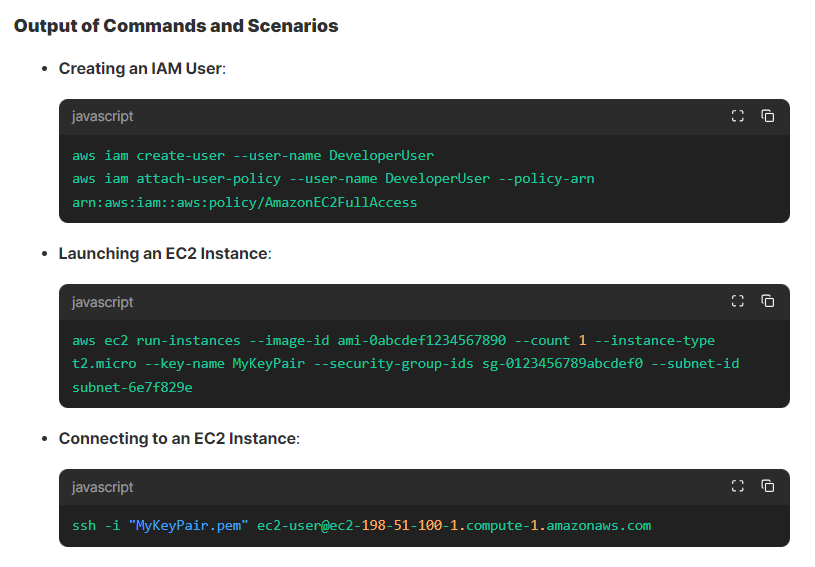 Output of Commands and Scenarios
• Creating an IAM User:
javascript
aws iam create-user --user-name DeveloperUser
aws iam attach-user-policy --user-name DeveloperUser --policy-arn
arn:aws:iam::aws:policy/AmazonEC2FullAccess
• Launching an EC2 Instance:
javascript
aws ec2 run-instances --image-id ami-0abcdef1234567890 --count 1 --instance-type
t2.micro --key-name MyKeyPair --security-group-ids sg-0123456789abcdef0 --subnet-id
subnet-6e7f829e
• Connecting to an EC2 Instance:
javascript
ssh -i "MyKeyPair.pem" ec2-user@ec2-198-51-100-1.compute-1.amazonaws.com